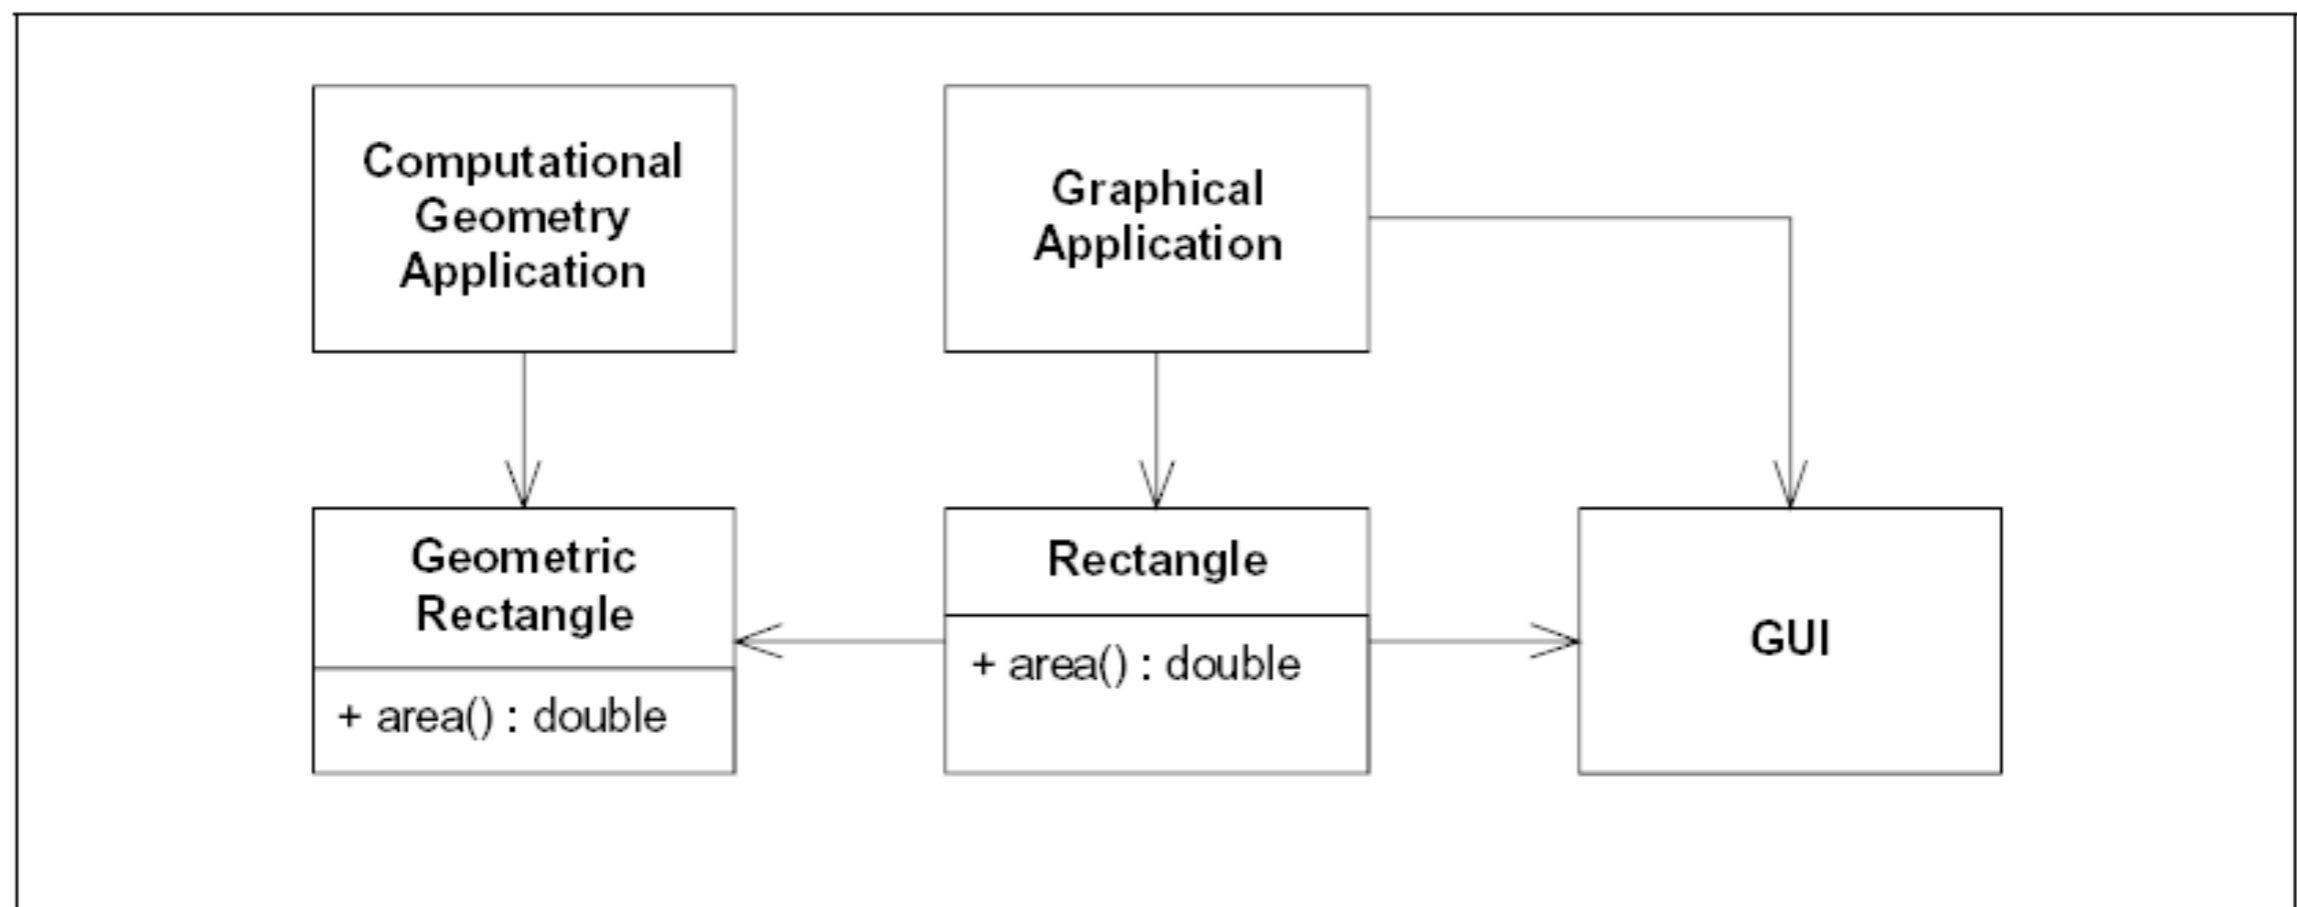 Computational
Geometry
Application
Graphical
Application
Geometric
Rectangle
+ area() : double
Rectangle
+ area() : double
GUI